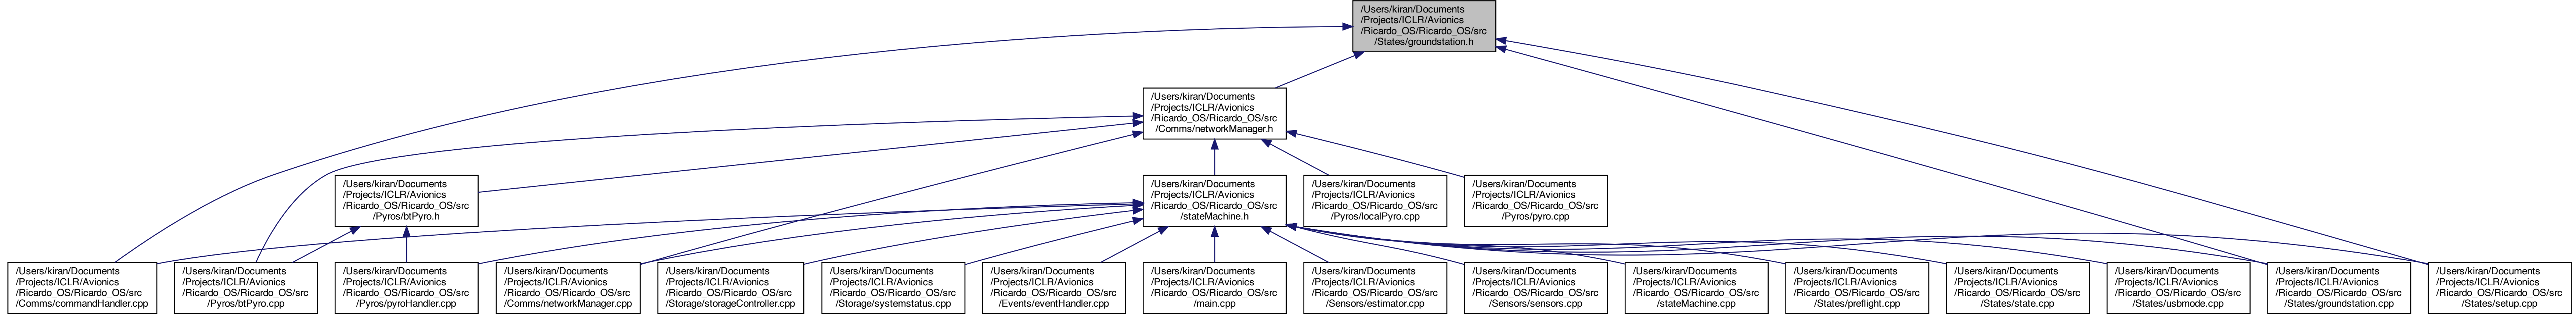 /Users/kiran/Documents
/Projects/ICLR/Avionics
/Ricardo_OS/Ricardo_OS/src
/States/groundstation.h
/Users/kiran/Documents
/Projects/ICLR/Avionics
/Ricardo_OS/Ricardo_OS/src
/Comms/networkManager.h
/Users/kiran/Documents
/Projects/ICLR/Avionics
/Ricardo_OS/Ricardo_OS/src
/Pyros/btPyro.h
/Users/kiran/Documents
/Projects/ICLR/Avionics
/Ricardo_OS/Ricardo_OS/src
/stateMachine.h
/Users/kiran/Documents
/Projects/ICLR/Avionics
/Ricardo_OS/Ricardo_OS/src
/Pyros/localPyro.cpp
/Users/kiran/Documents
/Projects/ICLR/Avionics
/Ricardo_OS/Ricardo_OS/src
/Pyros/pyro.cpp
/Users/kiran/Documents
/Projects/ICLR/Avionics
/Ricardo_OS/Ricardo_OS/src
/Comms/commandHandler.cpp
/Users/kiran/Documents
/Projects/ICLR/Avionics
/Ricardo_OS/Ricardo_OS/src
/Pyros/btPyro.cpp
/Users/kiran/Documents
/Projects/ICLR/Avionics
/Ricardo_OS/Ricardo_OS/src
/Pyros/pyroHandler.cpp
/Users/kiran/Documents
/Projects/ICLR/Avionics
/Ricardo_OS/Ricardo_OS/src
/Comms/networkManager.cpp
/Users/kiran/Documents
/Projects/ICLR/Avionics
/Ricardo_OS/Ricardo_OS/src
/Storage/storageController.cpp
/Users/kiran/Documents
/Projects/ICLR/Avionics
/Ricardo_OS/Ricardo_OS/src
/Storage/systemstatus.cpp
/Users/kiran/Documents
/Projects/ICLR/Avionics
/Ricardo_OS/Ricardo_OS/src
/Events/eventHandler.cpp
/Users/kiran/Documents
/Projects/ICLR/Avionics
/Ricardo_OS/Ricardo_OS/src
/main.cpp
/Users/kiran/Documents
/Projects/ICLR/Avionics
/Ricardo_OS/Ricardo_OS/src
/Sensors/estimator.cpp
/Users/kiran/Documents
/Projects/ICLR/Avionics
/Ricardo_OS/Ricardo_OS/src
/Sensors/sensors.cpp
/Users/kiran/Documents
/Projects/ICLR/Avionics
/Ricardo_OS/Ricardo_OS/src
/stateMachine.cpp
/Users/kiran/Documents
/Projects/ICLR/Avionics
/Ricardo_OS/Ricardo_OS/src
/States/preflight.cpp
/Users/kiran/Documents
/Projects/ICLR/Avionics
/Ricardo_OS/Ricardo_OS/src
/States/state.cpp
/Users/kiran/Documents
/Projects/ICLR/Avionics
/Ricardo_OS/Ricardo_OS/src
/States/usbmode.cpp
/Users/kiran/Documents
/Projects/ICLR/Avionics
/Ricardo_OS/Ricardo_OS/src
/States/groundstation.cpp
/Users/kiran/Documents
/Projects/ICLR/Avionics
/Ricardo_OS/Ricardo_OS/src
/States/setup.cpp